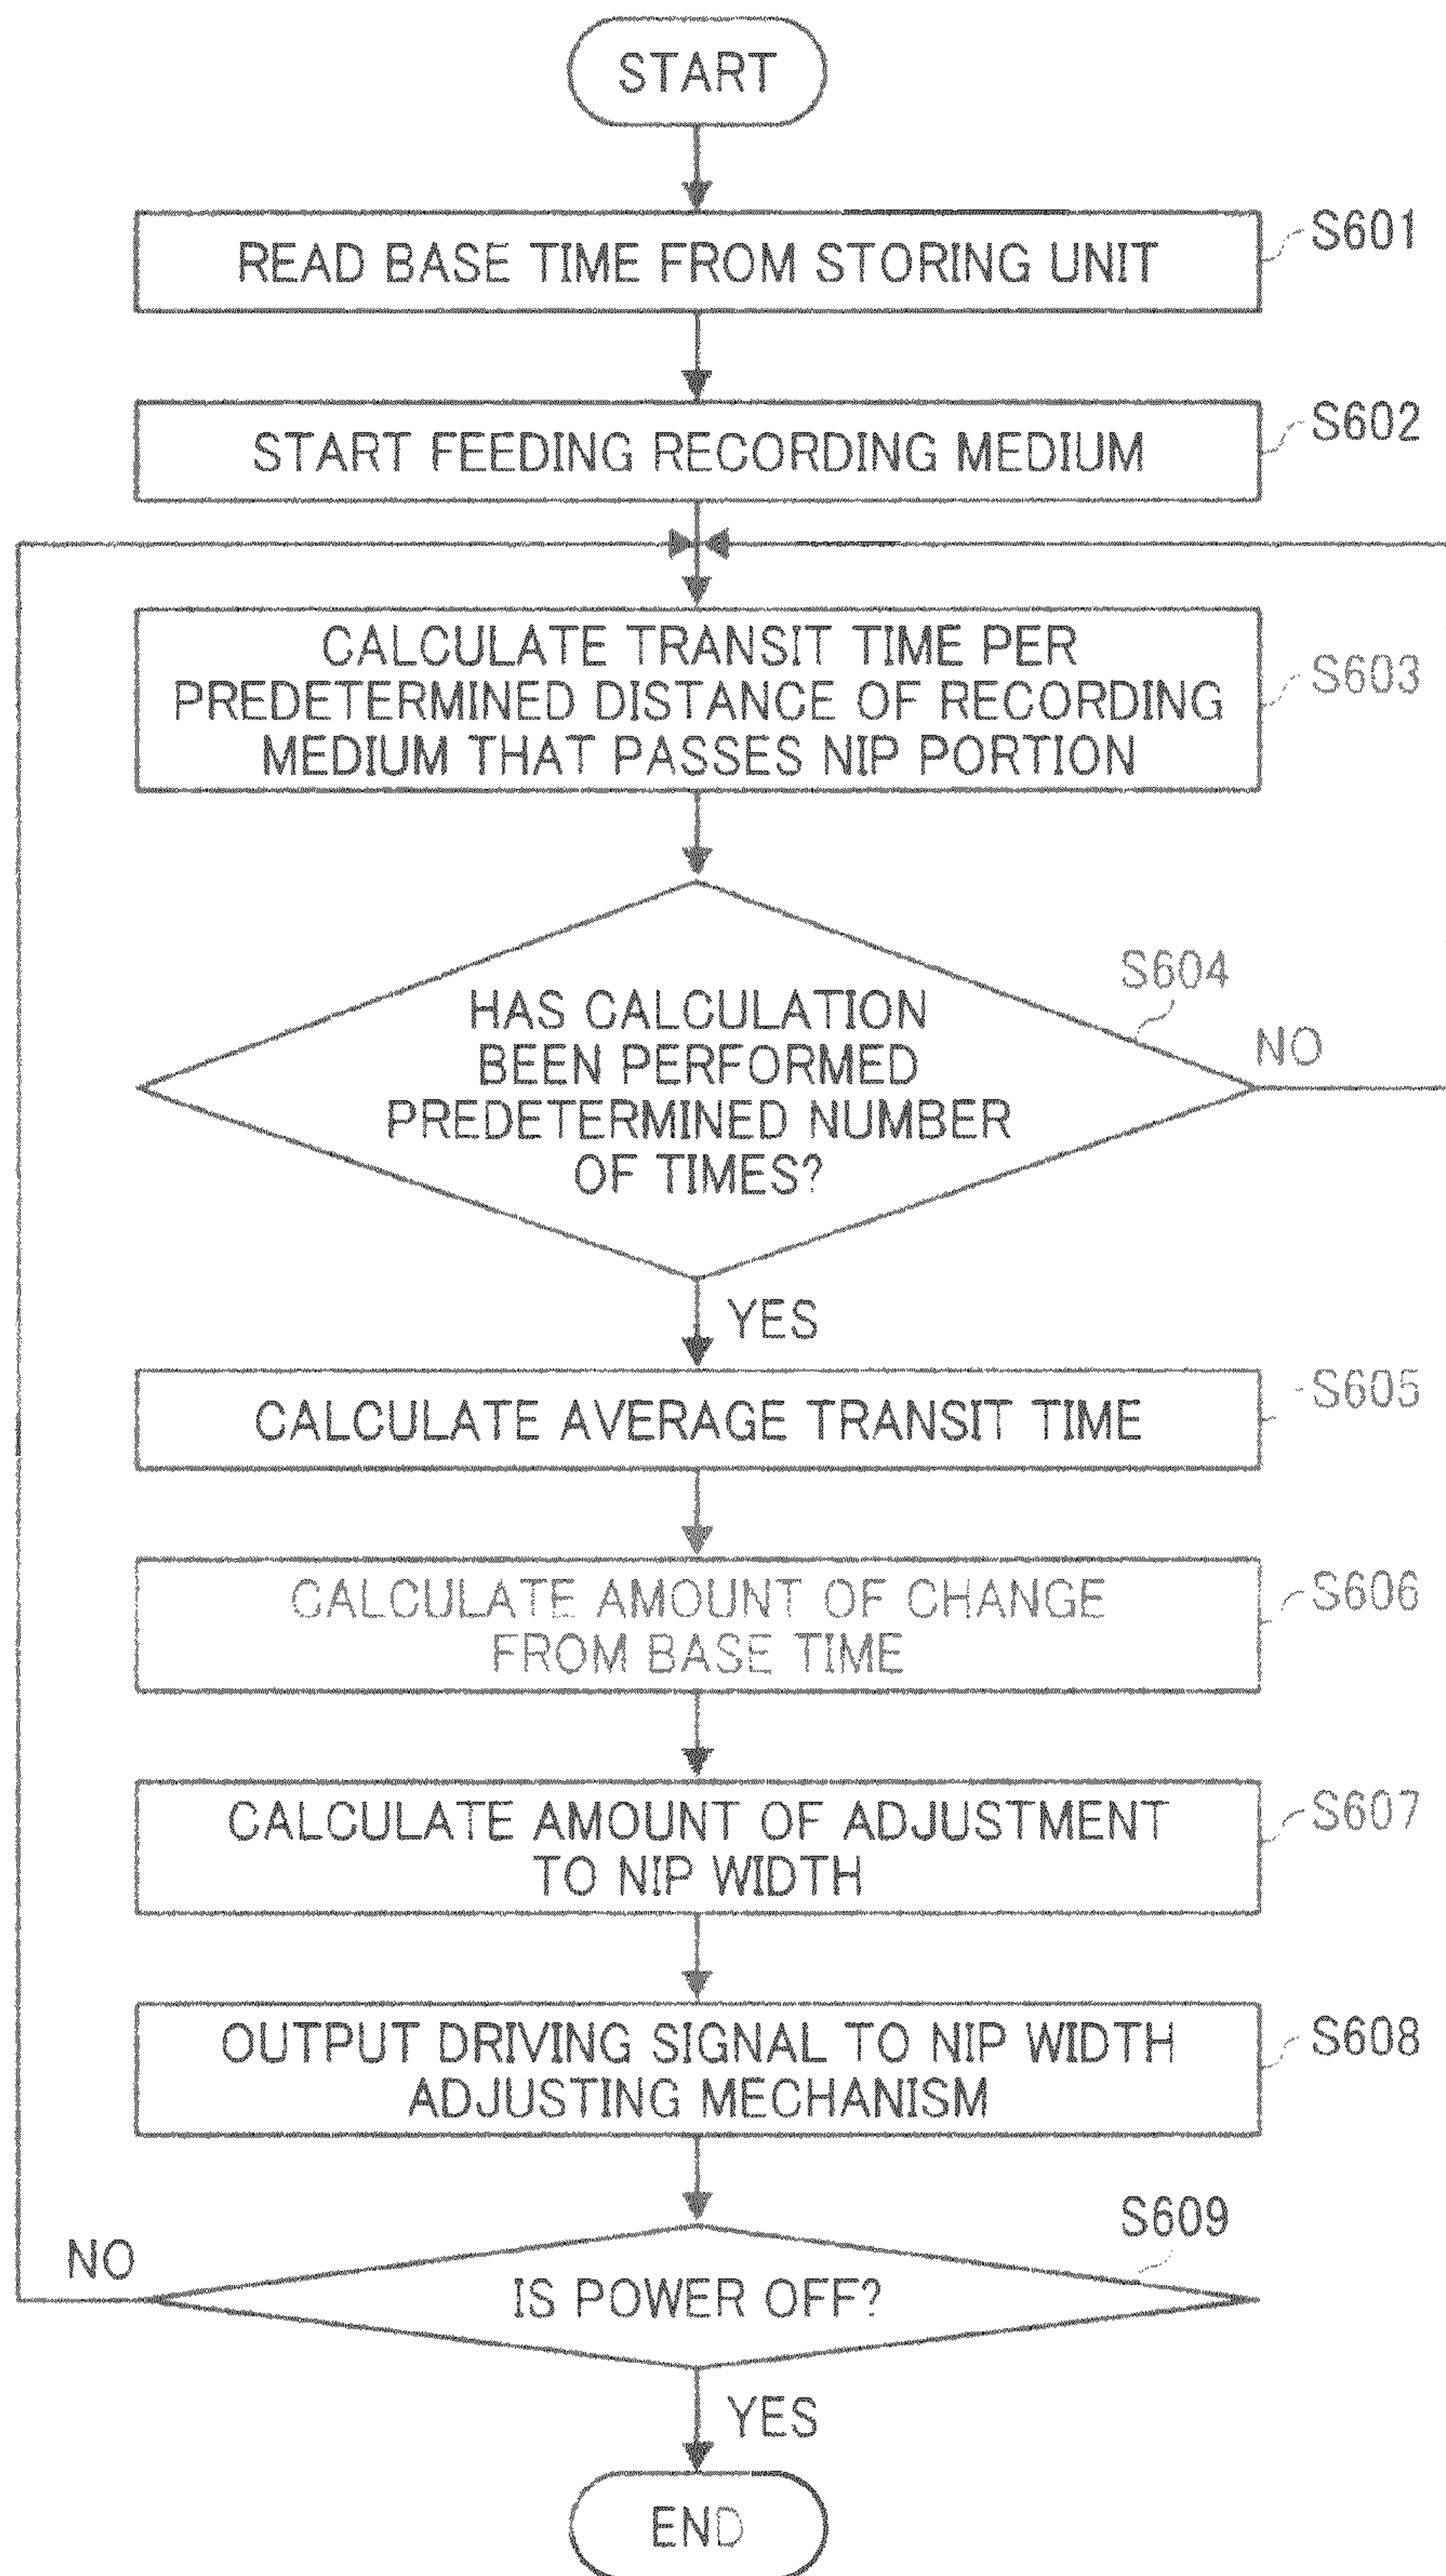 START
READ BASE TIME FROM STORING UNIT
S601
START FEEDING RECORDING MEDIUM
S602
CALCULATE TRANSIT TIME PER
PREDETERMINED DISTANCE OF RECORDING
MEDIUM THAT PASSES NIP PORTION
S603
S604
HAS CALCULATION
BEEN PERFORMED
PREDETERMINED NUMBER
OF TIMES?
NO
YES
CALCULATE AVERAGE TRANSIT TIME
S605
CALCULATE AMOUNT OF CHANGE
FROM BASE TIME
S606
CALCULATE AMOUNT OF ADJUSTMENT
TO NIP WIDTH
S607
OUTPUT DRIVING SIGNAL TO NIP WIDTH
ADJUSTING MECHANISM
S608
S609
NO
IS POWER OFF?
YES
END